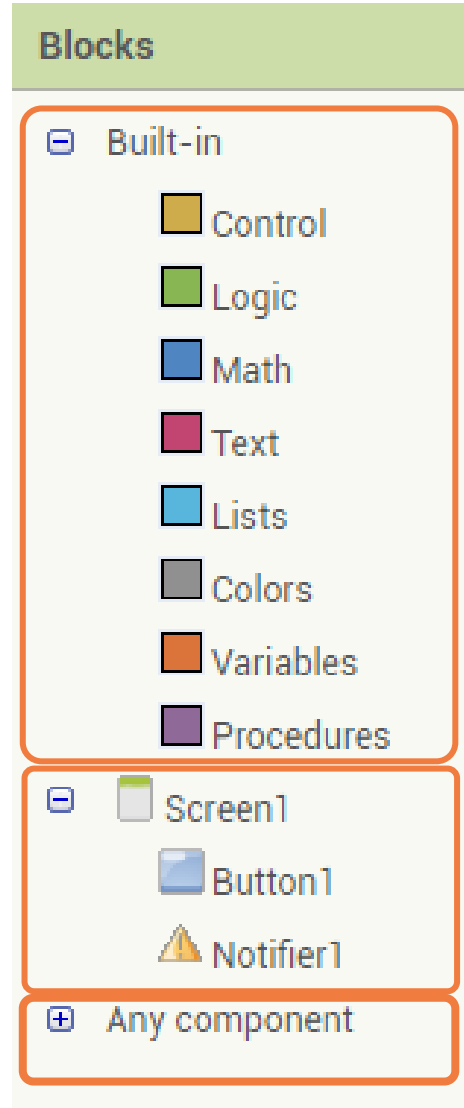 Blocks
Built-in
Control
Logic
Math
Text
Lists
Colors
Variables
Procedures
Screen1
Button1
Notifier1
Any component